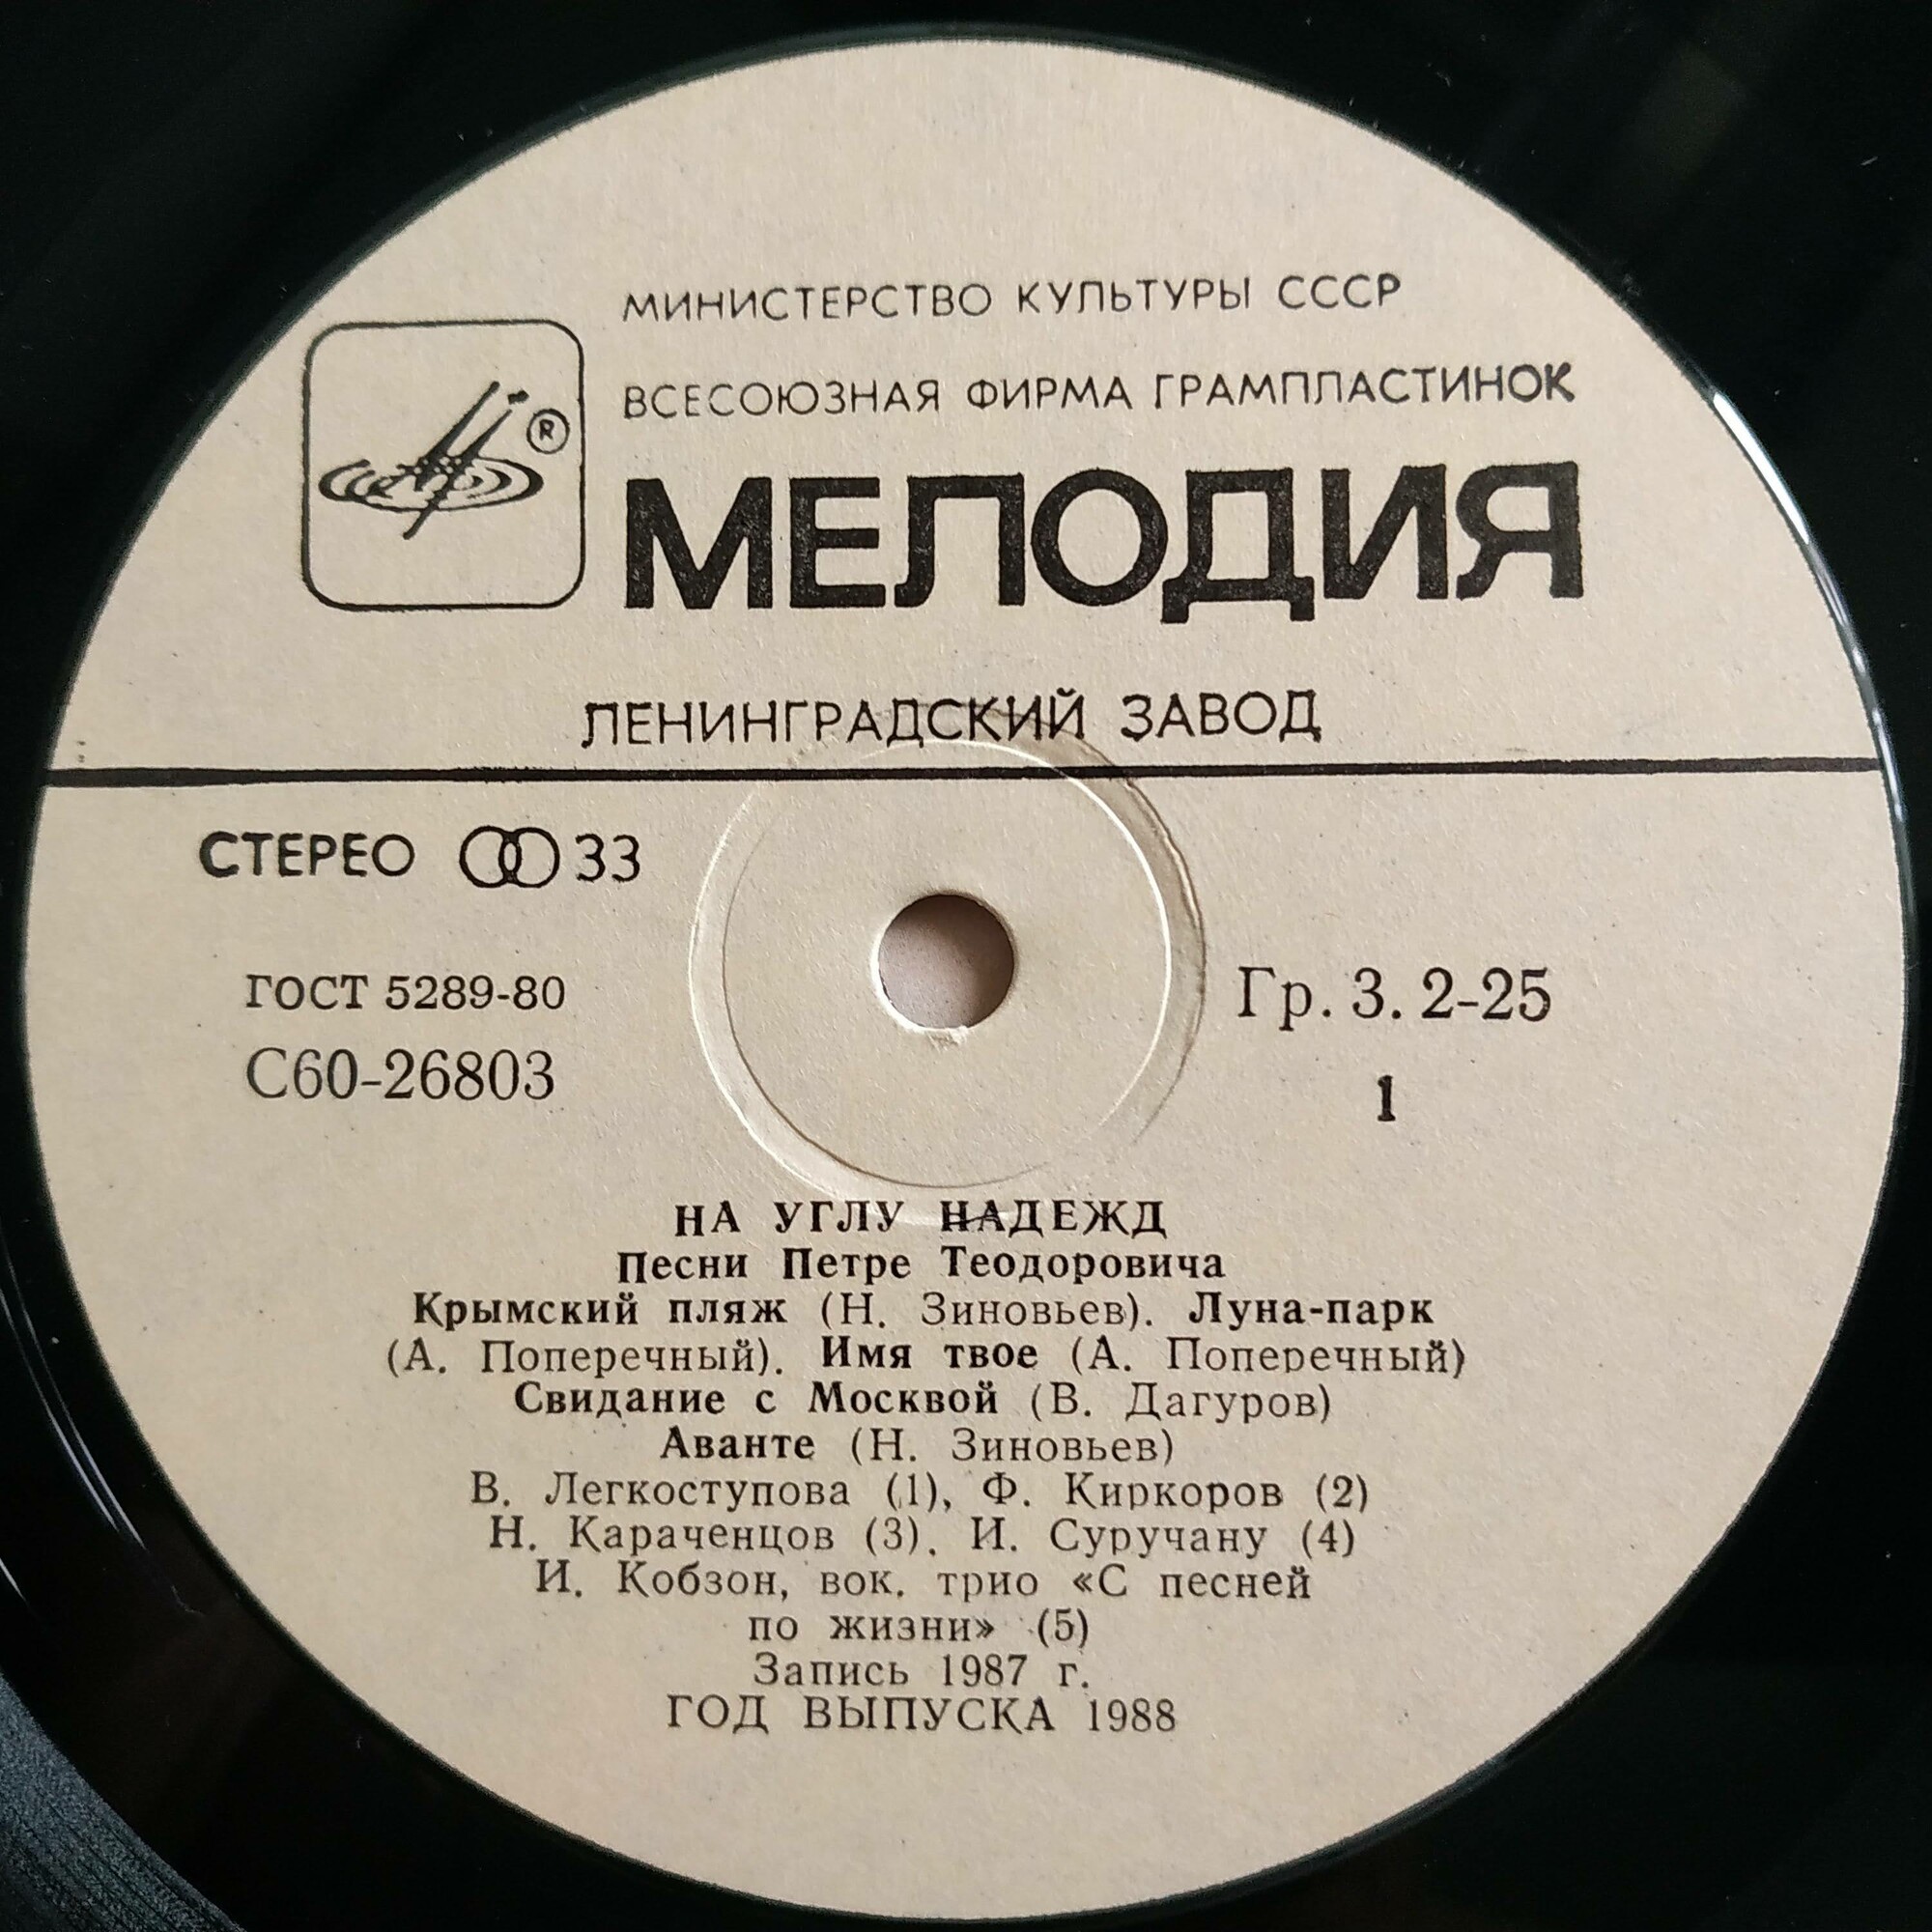 МИНИСТЕРСТВО КУЛЬТУРЫ СССР
ВСЕСОЮЗНАЯ ФИРМА ГРАМПЛАСТИНОК
®
МЕЛОДИЯ
ЛЕНИНГРАДСКИЙ ЗАВОД
СТЕРЕО 33
ГОСТ 5289-80
Гр. 3. 2-25
С60-26803
1
НА УГЛУ НАДЕЖД
Песни Петре Теодоровича
Крымский пляж (Н. Зиновьев). Луна-парк
(А. Поперечный). Имя твое (А. Поперечный)
Свидание с Москвой (В. Дагуров)
Аванте (Н. Зиновьев)
В. Легкоступова (1), Ф. Киркоров (2)
Н. Караченцов (3). И. Суручану (4)
И. Кобзон, вок. трио «С песней
по жизни» (5)
Запись 1987 г.
ГОД ВЫПУСКА 1988